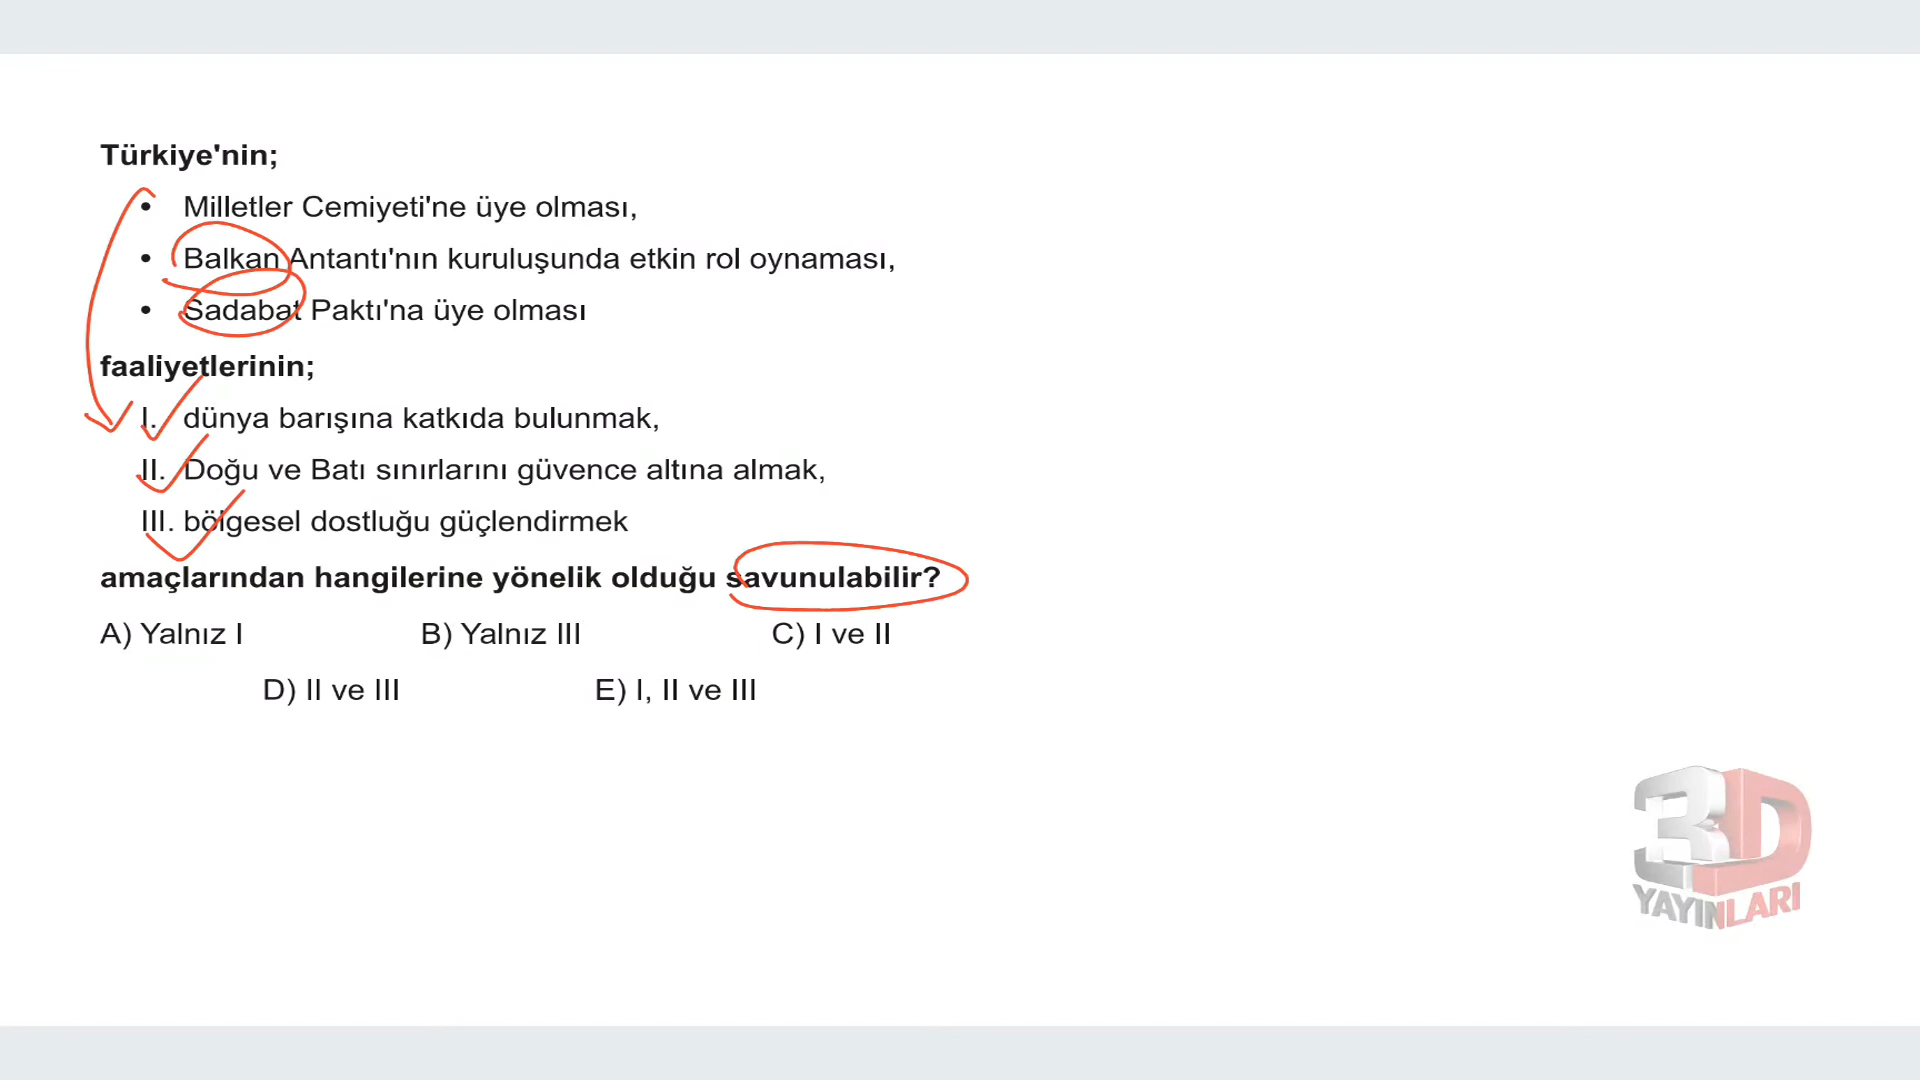 Türkiye'nin;
• Milletler Cemiyeti'ne üye olması,
• Balkan Antantı'nın kuruluşunda etkin rol oynaması,
• Sadabat Paktı'na üye olması
faaliyetlerinin;
I. dünya barışına katkıda bulunmak,
II. Doğu ve Batı sınırlarını güvence altına almak,
III. bölgesel dostluğu güçlendirmek
amaçlarından hangilerine yönelik olduğu savunulabilir?
A) Yalnız I B) Yalnız III C) I ve II
D) II ve III E) I, II ve III
3D
YAYINLARI